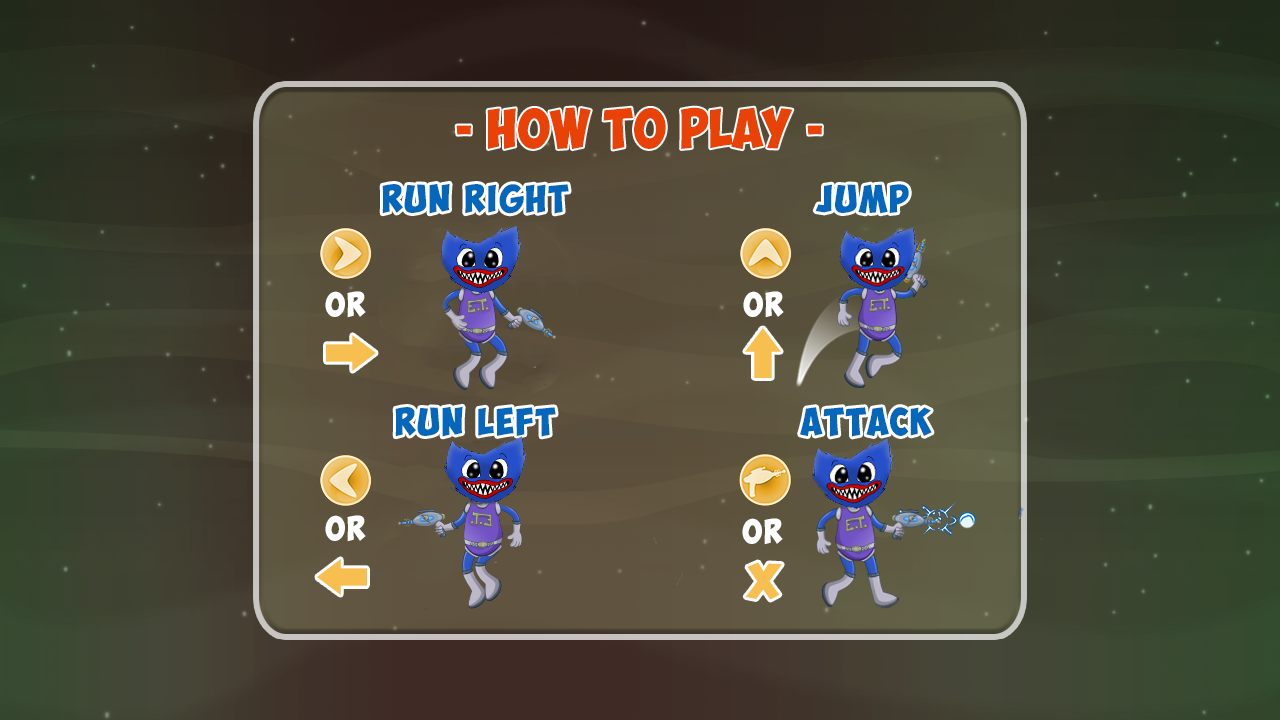 - HOW TO PLAY -
RUN RIGHT
OR
E.T.
JUMP
OR
E.T.
RUN LEFT
OR
ATTACK
OR
X
E.T.